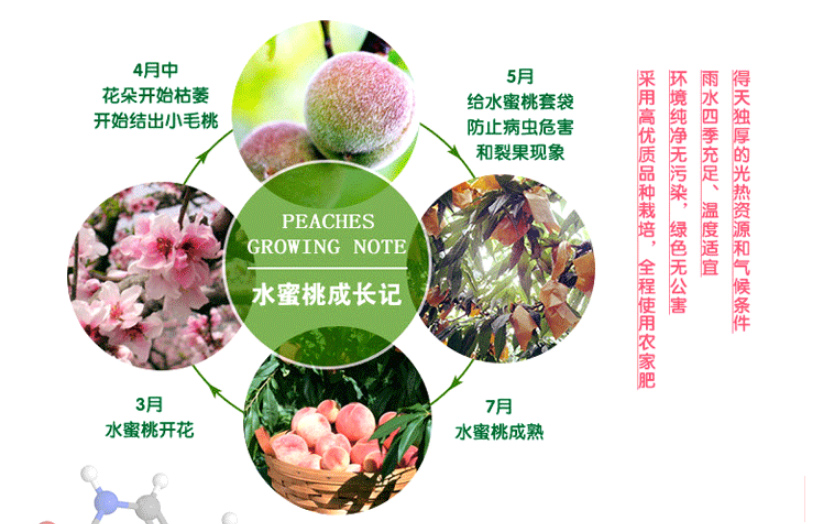 4月中
花朵开始枯萎
开始结出小毛桃
5月
给水蜜桃套袋
防止病虫危害
和裂果现象
PEACHES
GROWING NOTE
水蜜桃成长记
3月
水蜜桃开花
7月
水蜜桃成熟
得天独厚的光热资源和气候条件
雨水四季充足、温度适宜
环境纯净无污染，绿色无公害
采用高优质品种栽培，全程使用农家肥